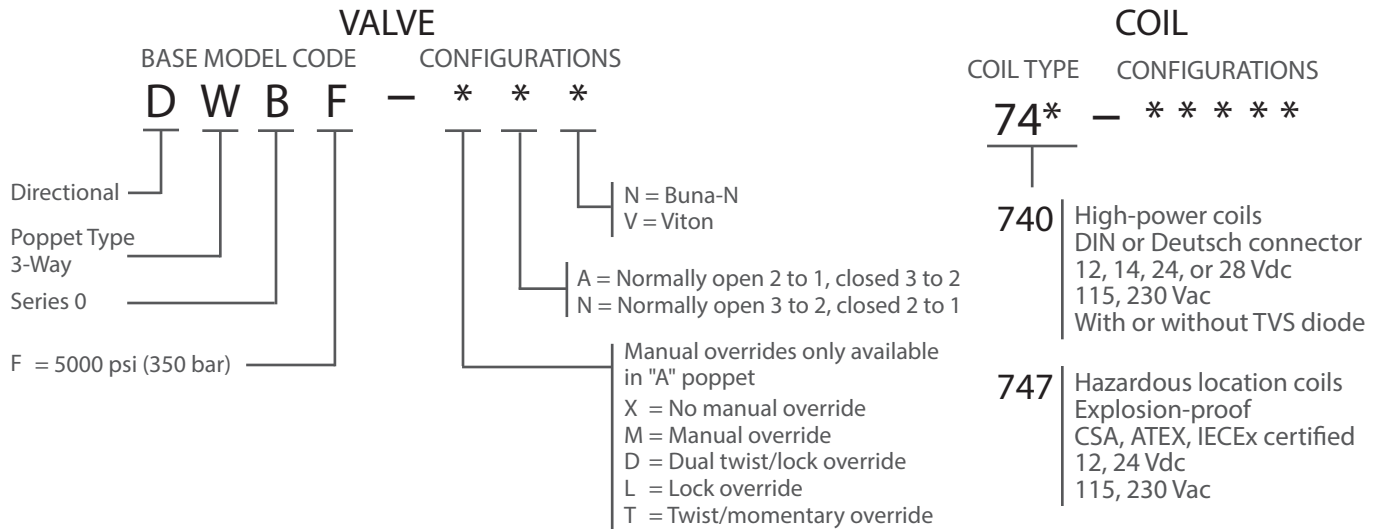 VALVE
BASE MODEL CODE
CONFIGURATIONS
D W B F – * * *
Directional
Poppet Type
3-Way
Series 0
F = 5000 psi (350 bar)
N = Buna-N
V = Viton
A = Normally open 2 to 1, closed 3 to 2
N = Normally open 3 to 2, closed 2 to 1
Manual overrides only available
in "A" poppet
X = No manual override
M = Manual override
D = Dual twist/lock override
L = Lock override
T = Twist/momentary override
COIL
COIL TYPE
CONFIGURATIONS
74* – * * * * *
740
High-power coils
DIN or Deutsch connector
12, 14, 24, or 28 Vdc
115, 230 Vac
With or without TVS diode
747
Hazardous location coils
Explosion-proof
CSA, ATEX, IECEx certified
12, 24 Vdc
115, 230 Vac